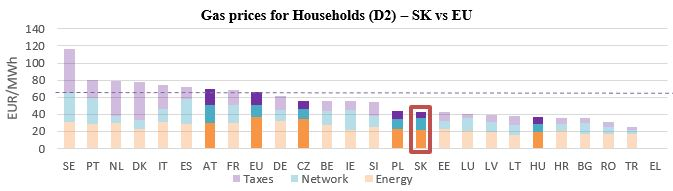 Gas prices for Households (D2) – SK vs EU
EUR/MWh
140
120
100
80
60
40
20
0
SE PT NL DK IT ES AT FR EU DE CZ BE IE SI PL SK EE LU LV LT HU HR BG RO TR EL
Taxes Network Energy